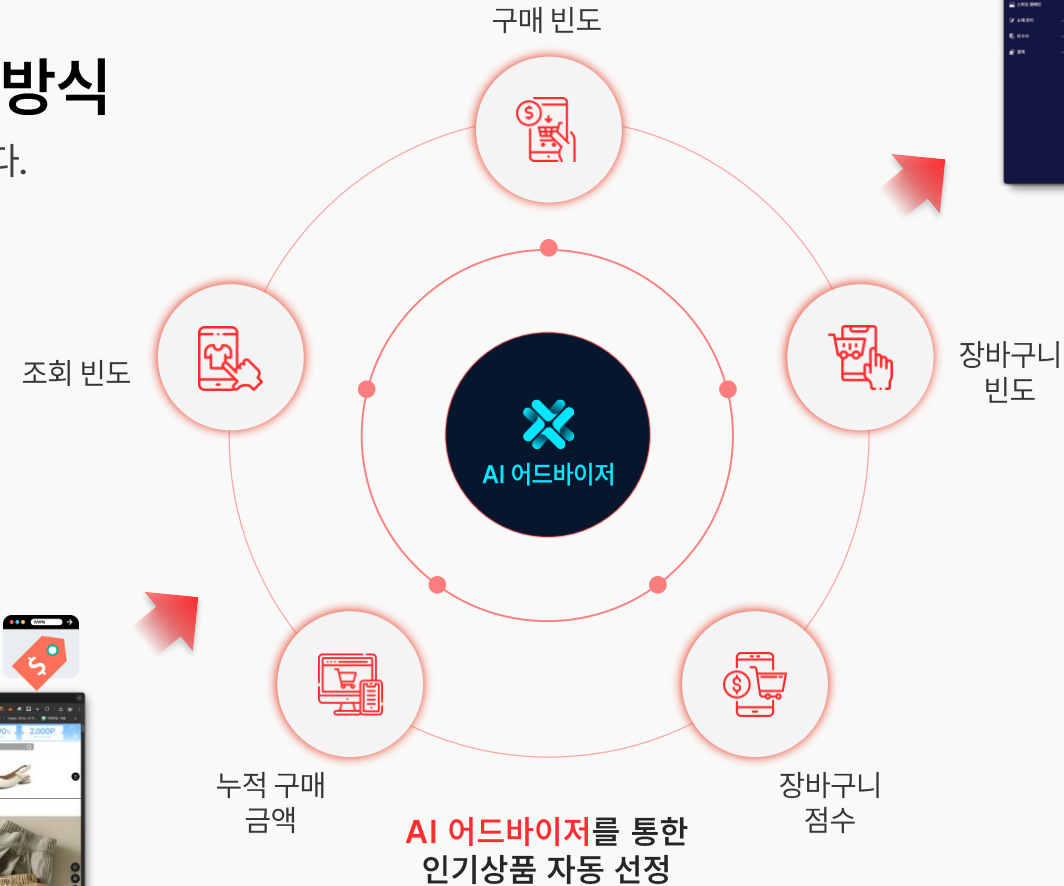 구매 빈도
방식
다.
조회 빈도
장바구니
빈도
AI 어드바이저
누적 구매
금액
장바구니
점수
2,000P
AI 어드바이저를 통한
인기상품 자동 선정